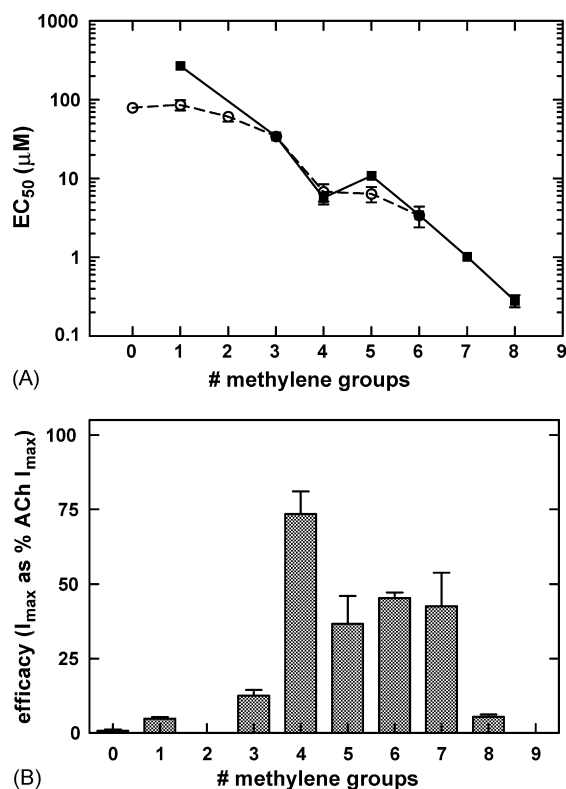 1000
100
10
1
0.1
EC50 (μM)
0 1 2 3 4 5 6 7 8 9
# methylene groups
(A)
100
75
50
25
0
efficacy (Imax as % ACh Imax)
0 1 2 3 4 5 6 7 8 9
# methylene groups
(B)